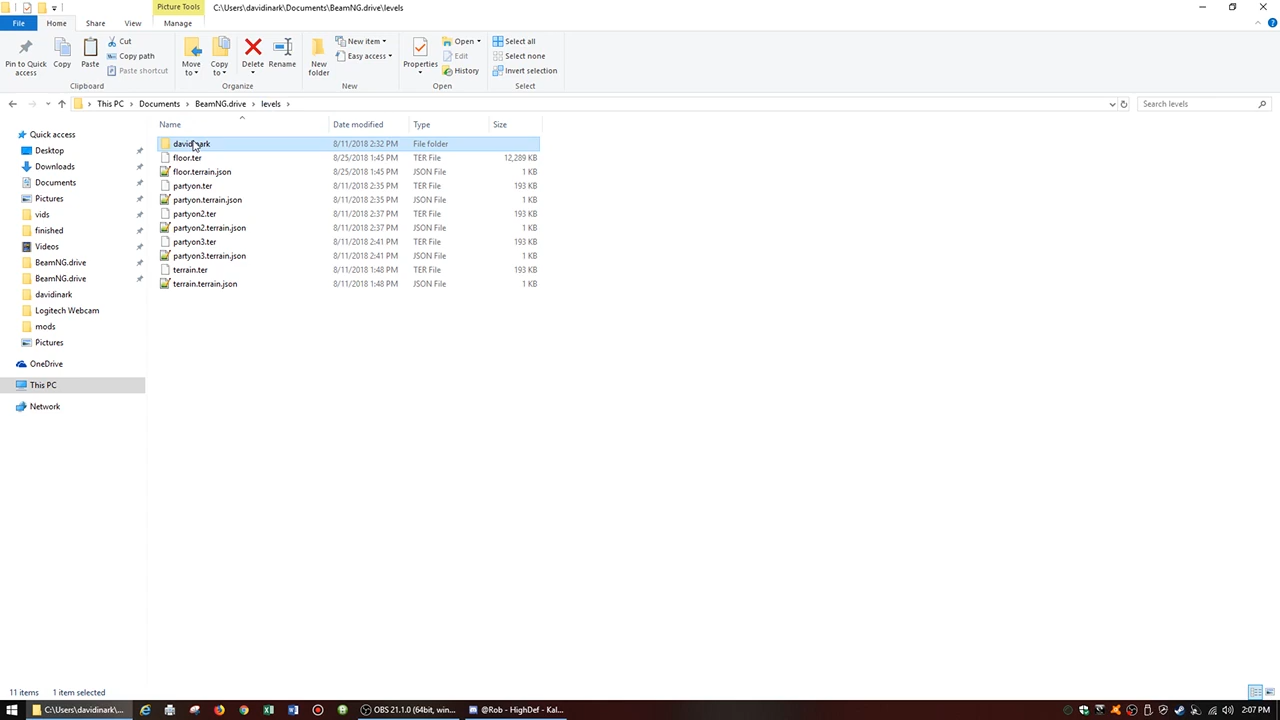 Picture Tools
C:\Users\davidinark\Documents\BeamNG.drive\levels
File
Home
Share
View
Manage
Pin to Quick access
Copy
Paste
Cut
Copy path
Paste shortcut
Clipboard
Move to
Copy to
Delete
Rename
Organize
New folder
New item
Easy access
New
Properties
Open
Edit
History
Open
Select all
Select none
Invert selection
Select
This PC
Documents
BeamNG.drive
levels
Search levels
Name
Date modified
Type
Size
davidinark 8/11/2018 2:32 PM File folder
floor.ter 8/25/2018 1:45 PM TER File 12,289 KB
floor.terrain.json 8/25/2018 1:45 PM JSON File 1 KB
partyon.ter 8/11/2018 2:35 PM TER File 193 KB
partyon.terrain.json 8/11/2018 2:35 PM JSON File 1 KB
partyon2.ter 8/11/2018 2:37 PM TER File 193 KB
partyon2.terrain.json 8/11/2018 2:37 PM JSON File 1 KB
partyon3.ter 8/11/2018 2:41 PM TER File 193 KB
partyon3.terrain.json 8/11/2018 2:41 PM JSON File 1 KB
terrain.ter 8/11/2018 1:48 PM TER File 193 KB
terrain.terrain.json 8/11/2018 1:48 PM JSON File 1 KB
Quick access
Desktop
Downloads
Documents
Pictures
vids
finished
Videos
BeamNG.drive
BeamNG.drive
davidinark
Logitech Webcam
mods
Pictures
OneDrive
This PC
Network
11 items
1 item selected
C:\Users\davidinark\...
OBS 21.1.0 (64bit, win...
@Rob - HighDef - Kal...
2:07 PM